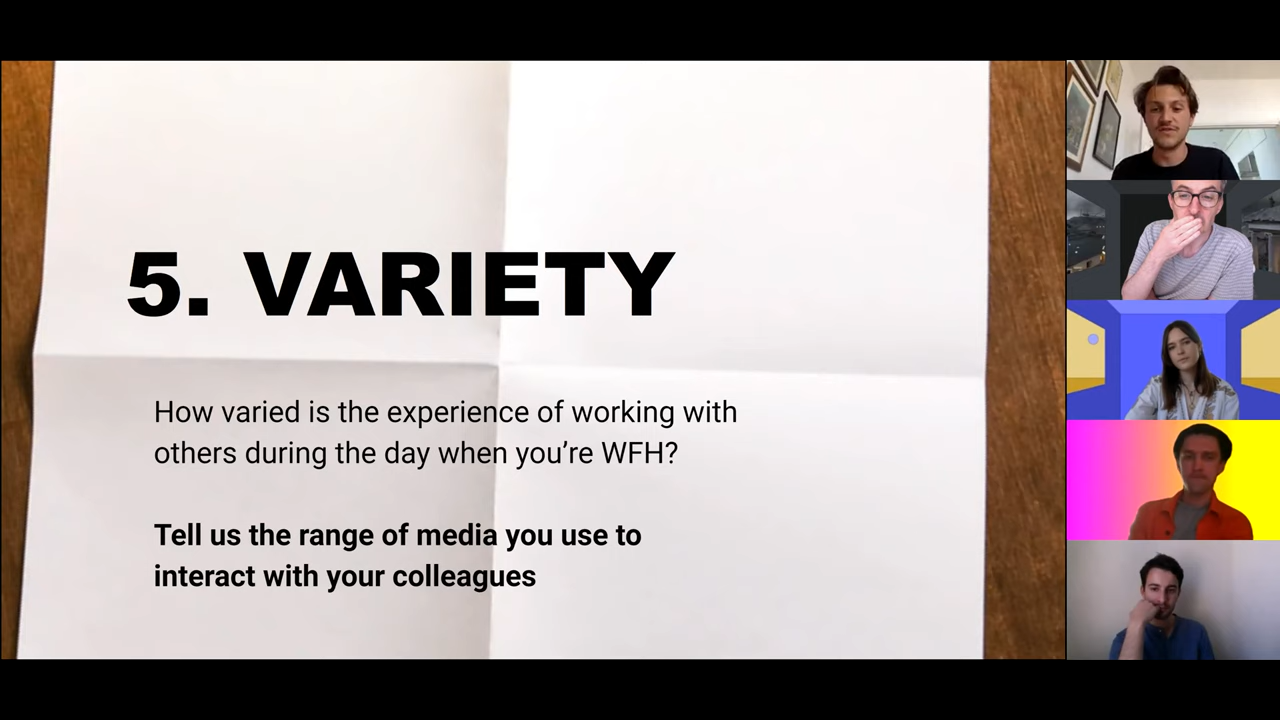 5. VARIETY
How varied is the experience of working with
others during the day when you’re WFH?
Tell us the range of media you use to
interact with your colleagues